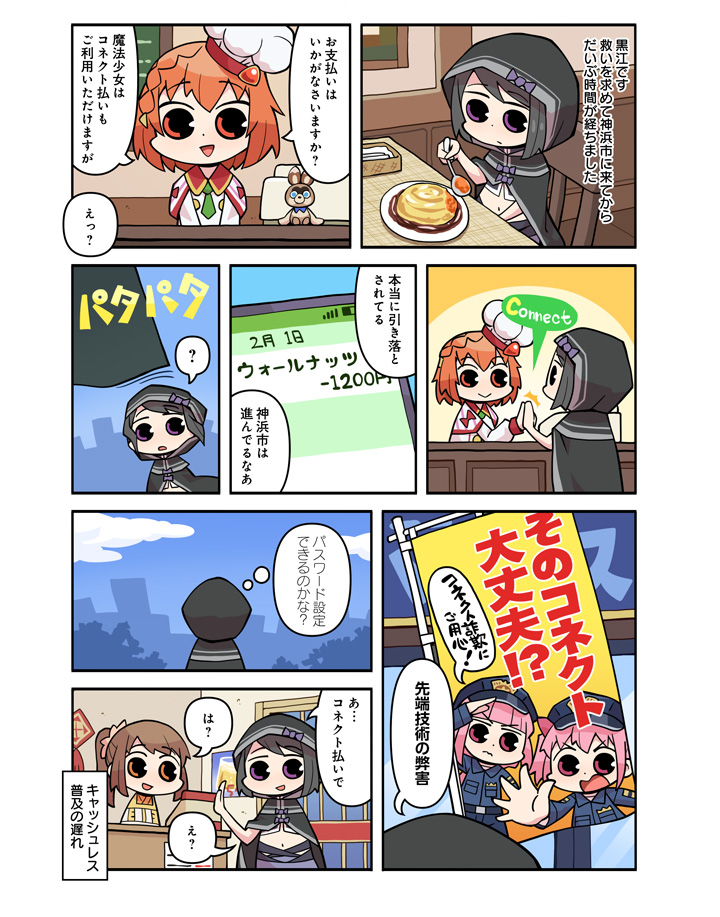 黒江です
救いを求めて神浜市に来てから
だいぶ時間が経ちました
お支払いは
いかがなさいますか?
魔法少女は
コネクト払いも
ご利用いただけますが
えっ?
Connect
本当に引き落と
されてる
2月1日
ウォールナッツ
-1200円
神浜市は
進んでるなあ
パタパタ
?
そのコネクト
大丈夫!?
コネクト詐欺に
ご用心!
先端技術の弊害
パスワード設定
できるのかな?
あ…
コネクト払いで
は?
え?
キャッシュレス
普及の遅れ